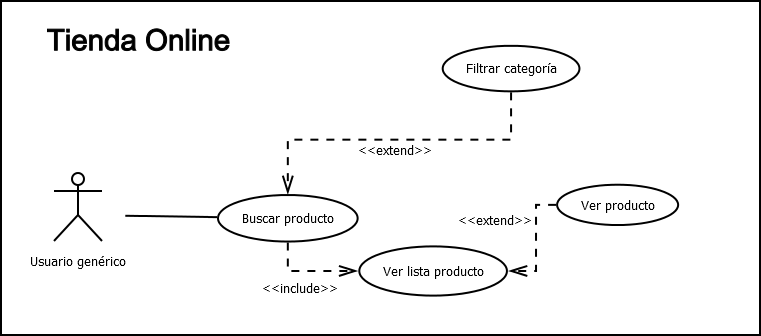 Tienda Online
Filtrar categoría
<<extend>>
Buscar producto
Ver producto
<<extend>>
Usuario genérico
Ver lista producto
<<include>>